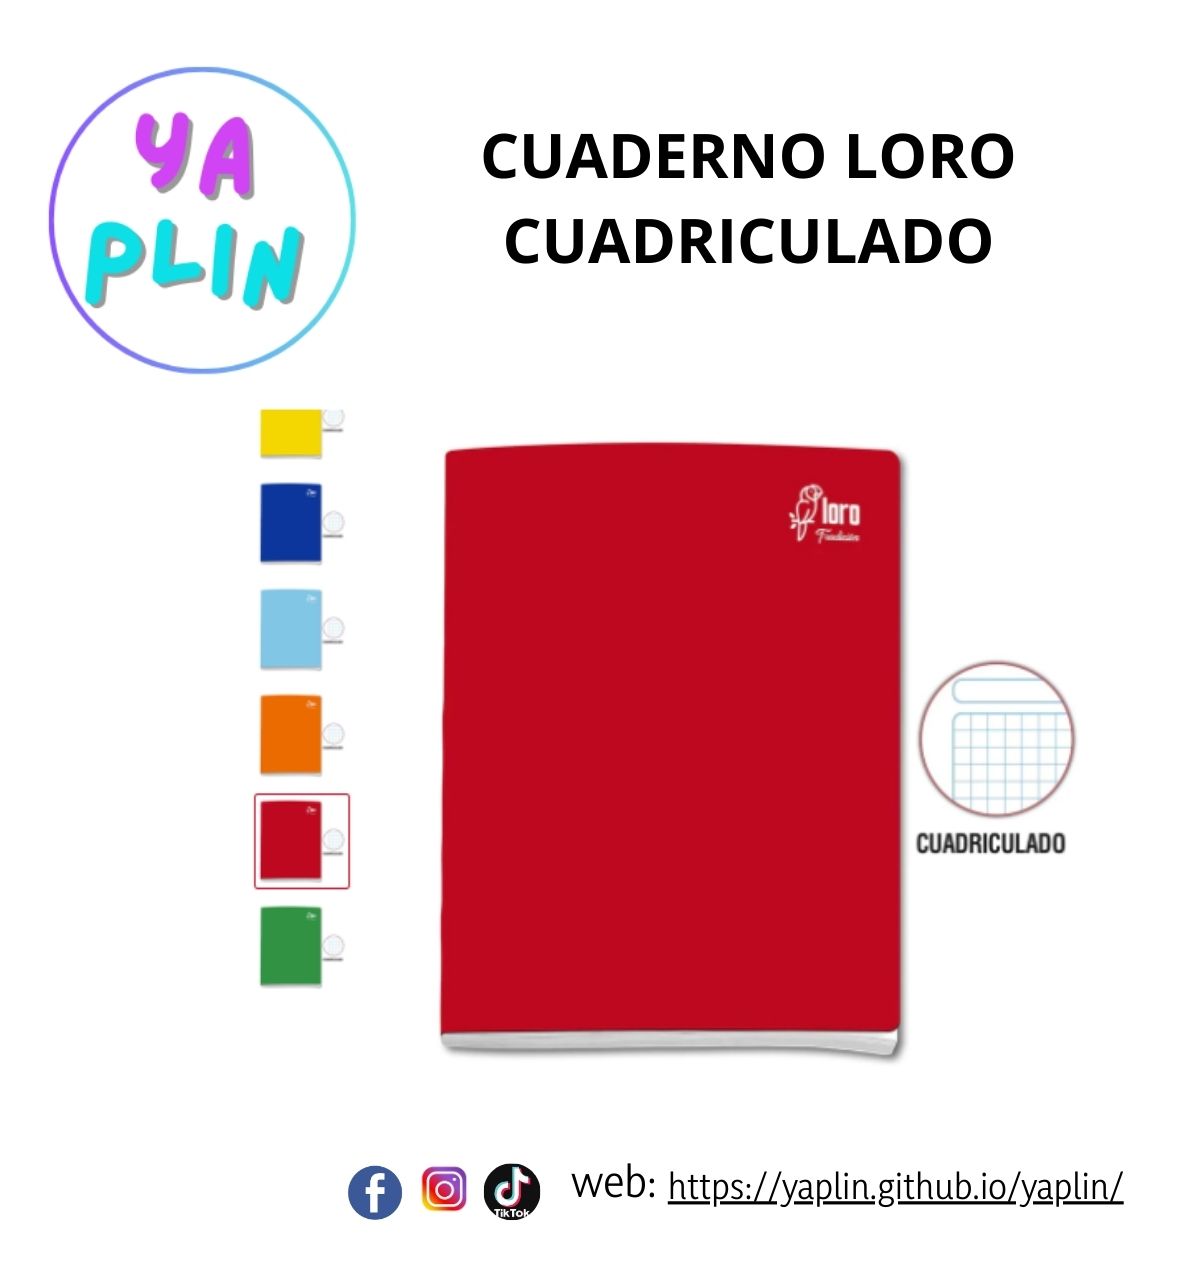 YA
PLIN
CUADERNO LORO
CUADRICULADO
loro
CUADRICULADO
TikTok
web: https://yaplin.github.io/yaplin/